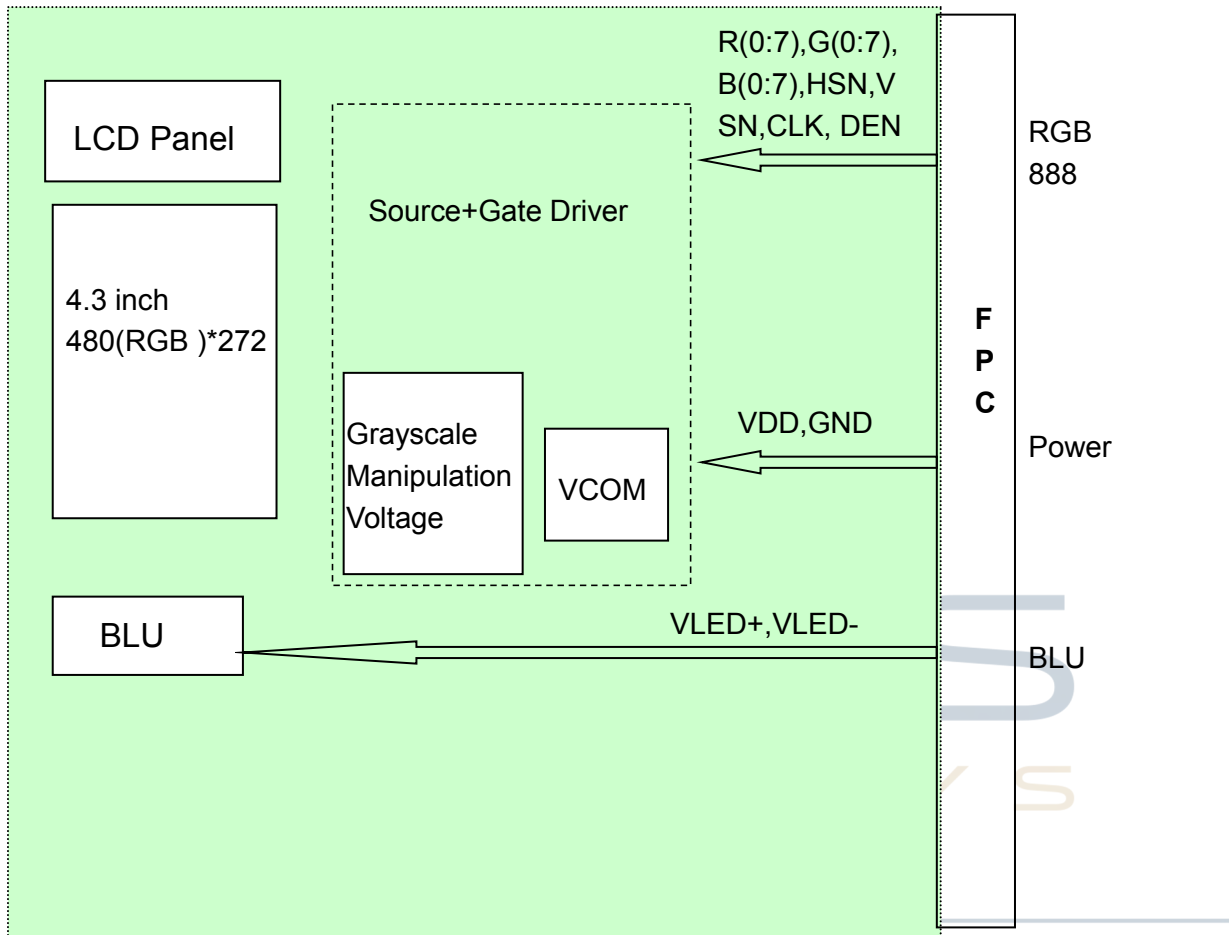 R(0:7),G(0:7),
B(0:7),HSN,V
SN,CLK, DEN
RGB
888
LCD Panel
Source+Gate Driver
4.3 inch
480(RGB )*272
F
P
C
Grayscale
Manipulation
Voltage
VCOM
VDD,GND
Power
BLU
VLED+,VLED-
BLU
S
Y S